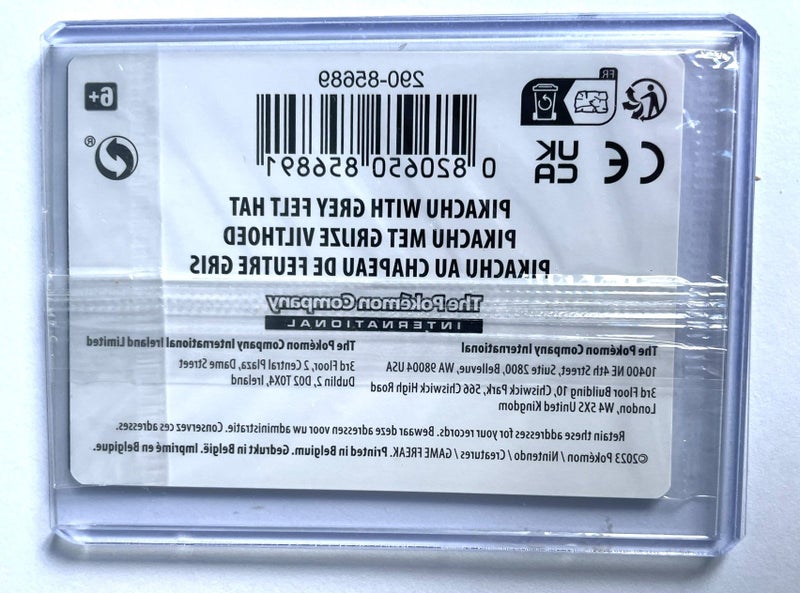 290-85689
FR
6+
0 820650 856891
UK
CA
CE
®
PIKACHU WITH GREY FELT HAT
PIKACHU MET GRIJZE VILTHOED
PIKACHU AU CHAPEAU DE FEUTRE GRIS
The Pokémon Company
INTERNATIONAL
The Pokémon Company International
10400 NE 4th Street, Suite 2800, Bellevue, WA 98004 USA
3rd Floor Building 10, Chiswick Park, 566 Chiswick High Road
London, W4 5XS United Kingdom
The Pokémon Company International Ireland Limited
3rd Floor, 2 Central Plaza, Dame Street
Dublin 2, D02 T0X4, Ireland
Retain these addresses for your records. Bewaar deze adressen voor uw administratie. Conservez ces adresses.
©2023 Pokémon / Nintendo / Creatures / GAME FREAK. Printed in Belgium. Gedrukt in België. Imprimé en Belgique.